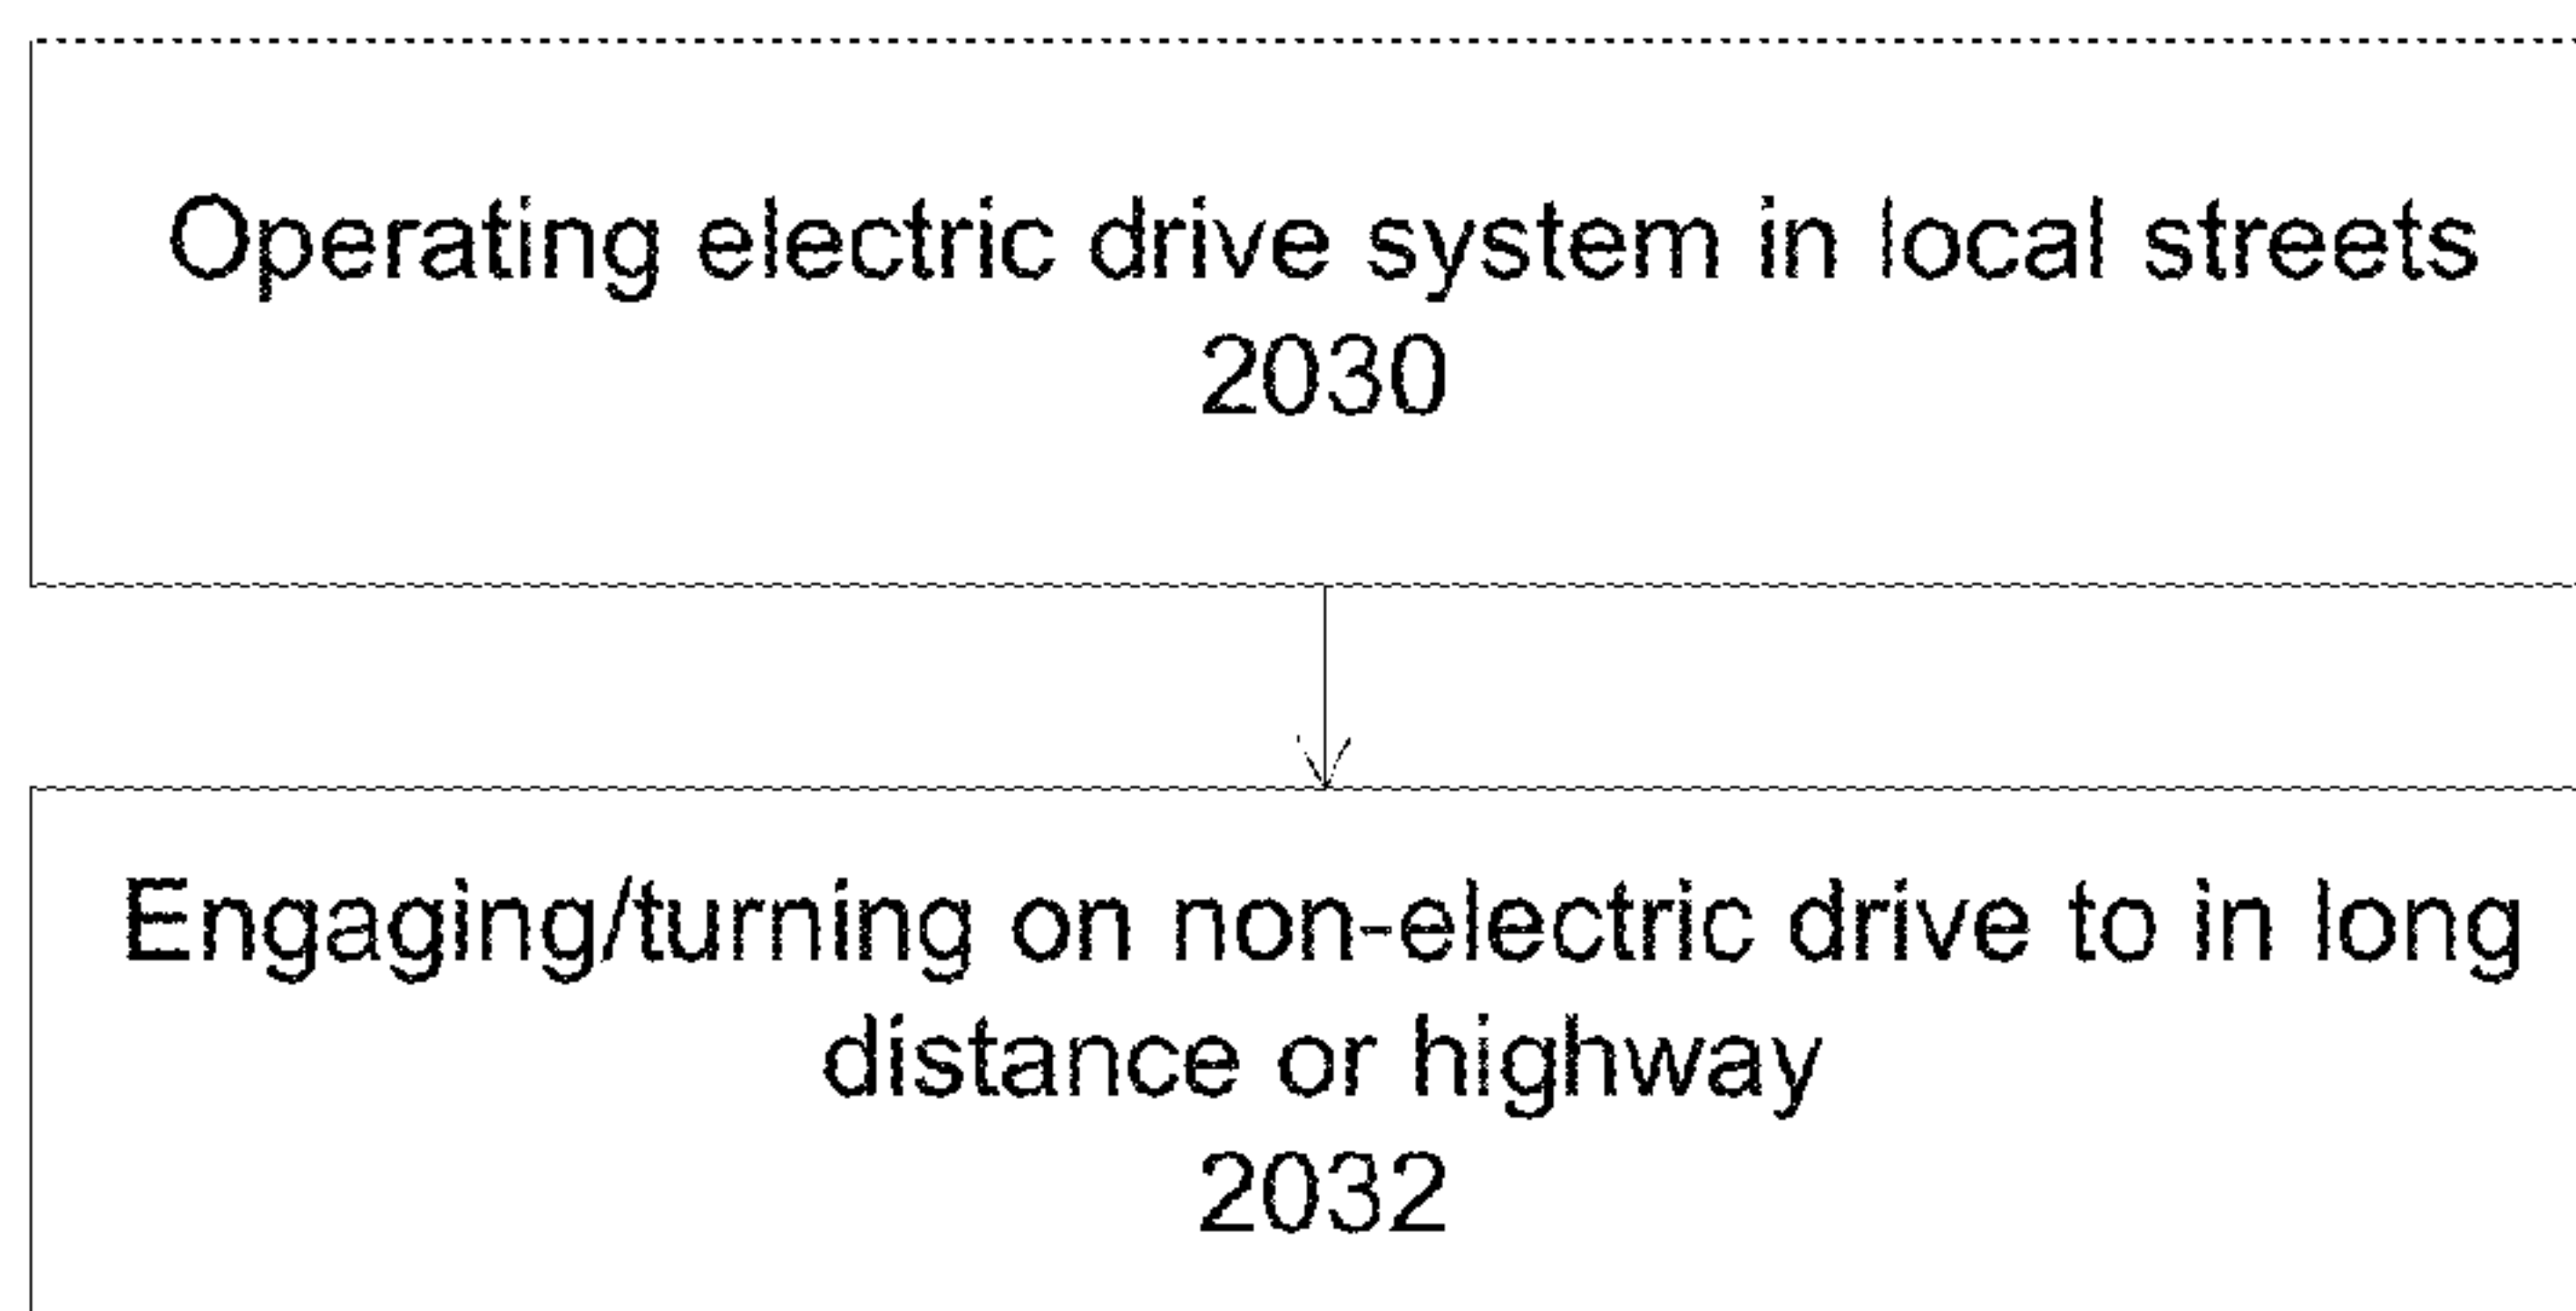 Operating electric drive system in local streets
2030
Engaging/turning on non-electric drive to in long
distance or highway
2032